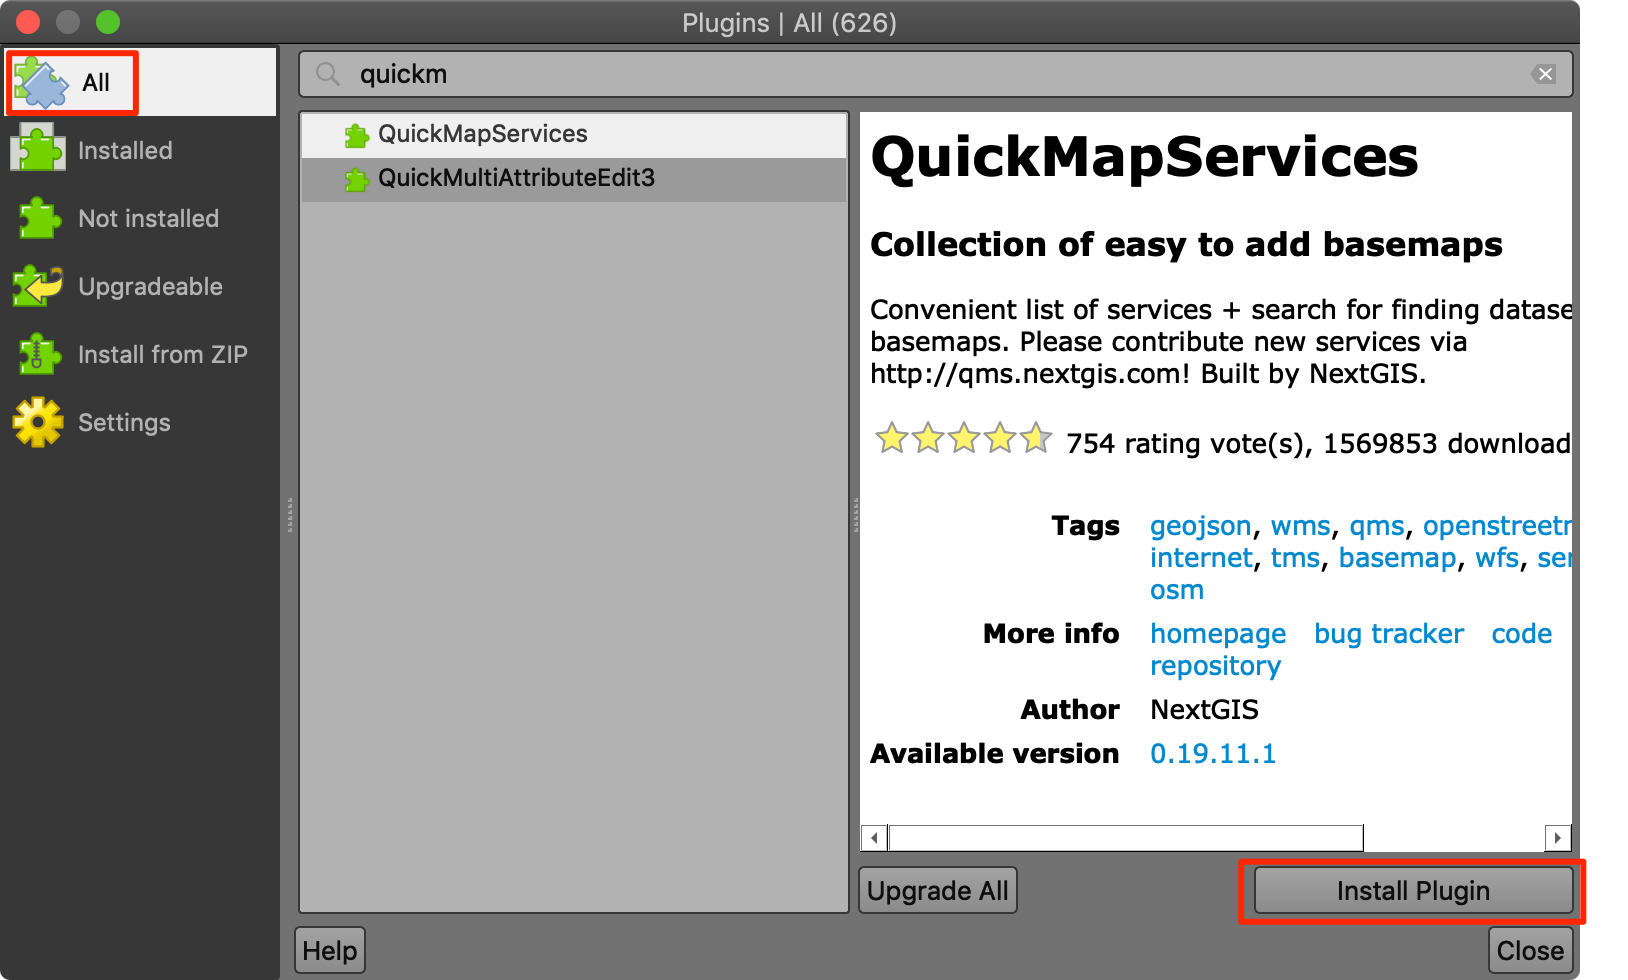 Plugins | All (626)
All
Installed
Not installed
Upgradeable
Install from ZIP
Settings
quickm
QuickMapServices
QuickMultiAttributeEdit3
QuickMapServices
Collection of easy to add basemaps
Convenient list of services + search for finding datase
basemaps. Please contribute new services via
http://qms.nextgis.com! Built by NextGIS.
754 rating vote(s), 1569853 download
Tags geojson, wms, qms, openstreetr
internet, tms, basemap, wfs, ser
osm
More info homepage bug tracker code
repository
Author NextGIS
Available version 0.19.11.1
Upgrade All
Install Plugin
Help
Close